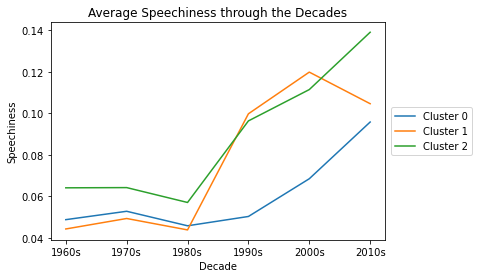 Average Speechiness through the Decades
0.14
0.12
0.10
0.08
0.06
0.04
Speechiness
1960s 1970s 1980s 1990s 2000s 2010s
Decade
Cluster 0
Cluster 1
Cluster 2